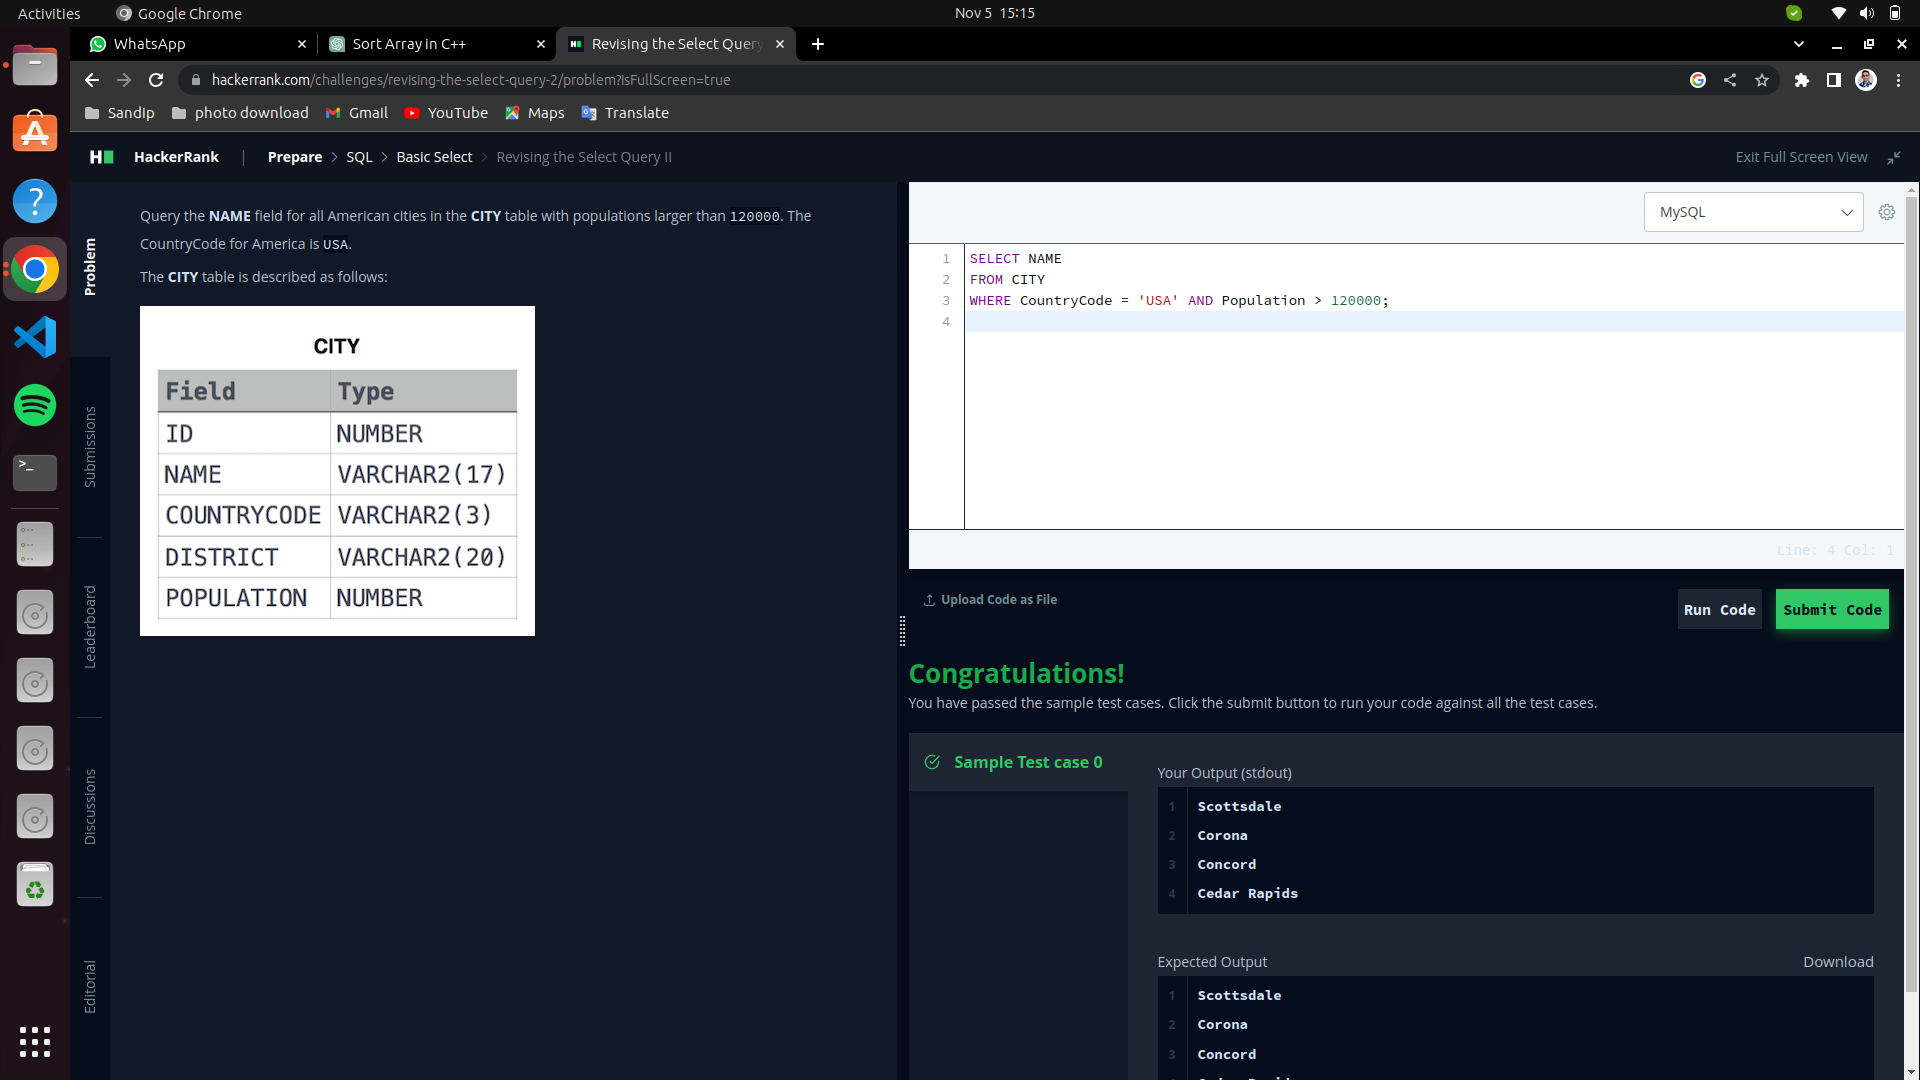 Activities
Google Chrome
Nov 5 15:15
WhatsApp
Sort Array in C++
Revising the Select Query
hackerrank.com/challenges/revising-the-select-query-2/problem?isFullScreen=true
Sandip
photo download
Gmail
YouTube
Maps
Translate
HackerRank
Prepare
SQL
Basic Select
Revising the Select Query II
Exit Full Screen View
Problem
Submissions
Leaderboard
Discussions
Editorial
Query the NAME field for all American cities in the CITY table with populations larger than 120000. The
CountryCode for America is USA.
The CITY table is described as follows:
CITY
Field Type
ID NUMBER
NAME VARCHAR2(17)
COUNTRYCODE VARCHAR2(3)
DISTRICT VARCHAR2(20)
POPULATION NUMBER
MySQL
1 SELECT NAME
2 FROM CITY
3 WHERE CountryCode = 'USA' AND Population > 120000;
4
Line: 4 Col: 1
Upload Code as File
Run Code
Submit Code
Congratulations!
You have passed the sample test cases. Click the submit button to run your code against all the test cases.
Sample Test case 0
Your Output (stdout)
1 Scottsdale
2 Corona
3 Concord
4 Cedar Rapids
Expected Output
Download
1 Scottsdale
2 Corona
3 Concord